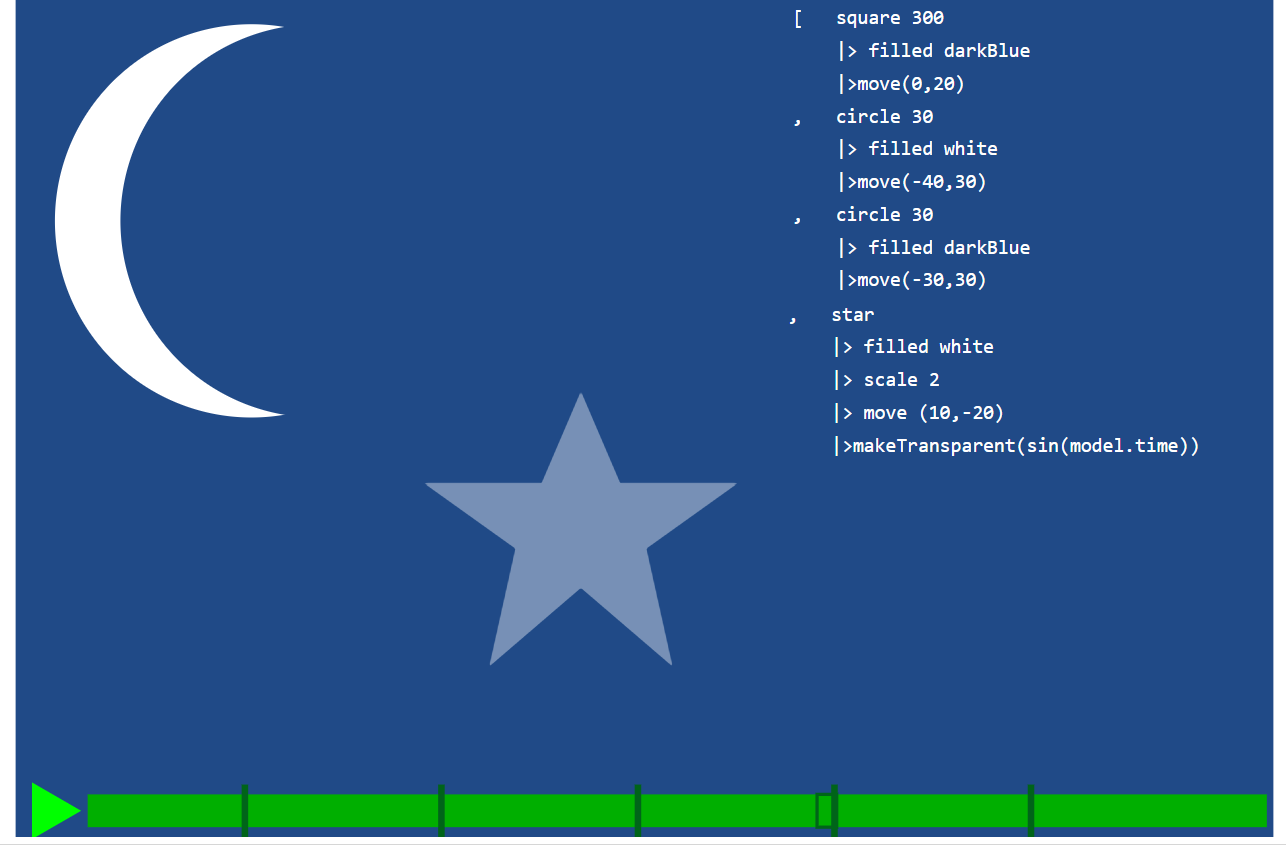 [ square 300
|> filled darkBlue
|>move(0,20)
, circle 30
|> filled white
|>move(-40,30)
, circle 30
|> filled darkBlue
|>move(-30,30)
, star
|> filled white
|> scale 2
|> move (10,-20)
|>makeTransparent(sin(model.time))